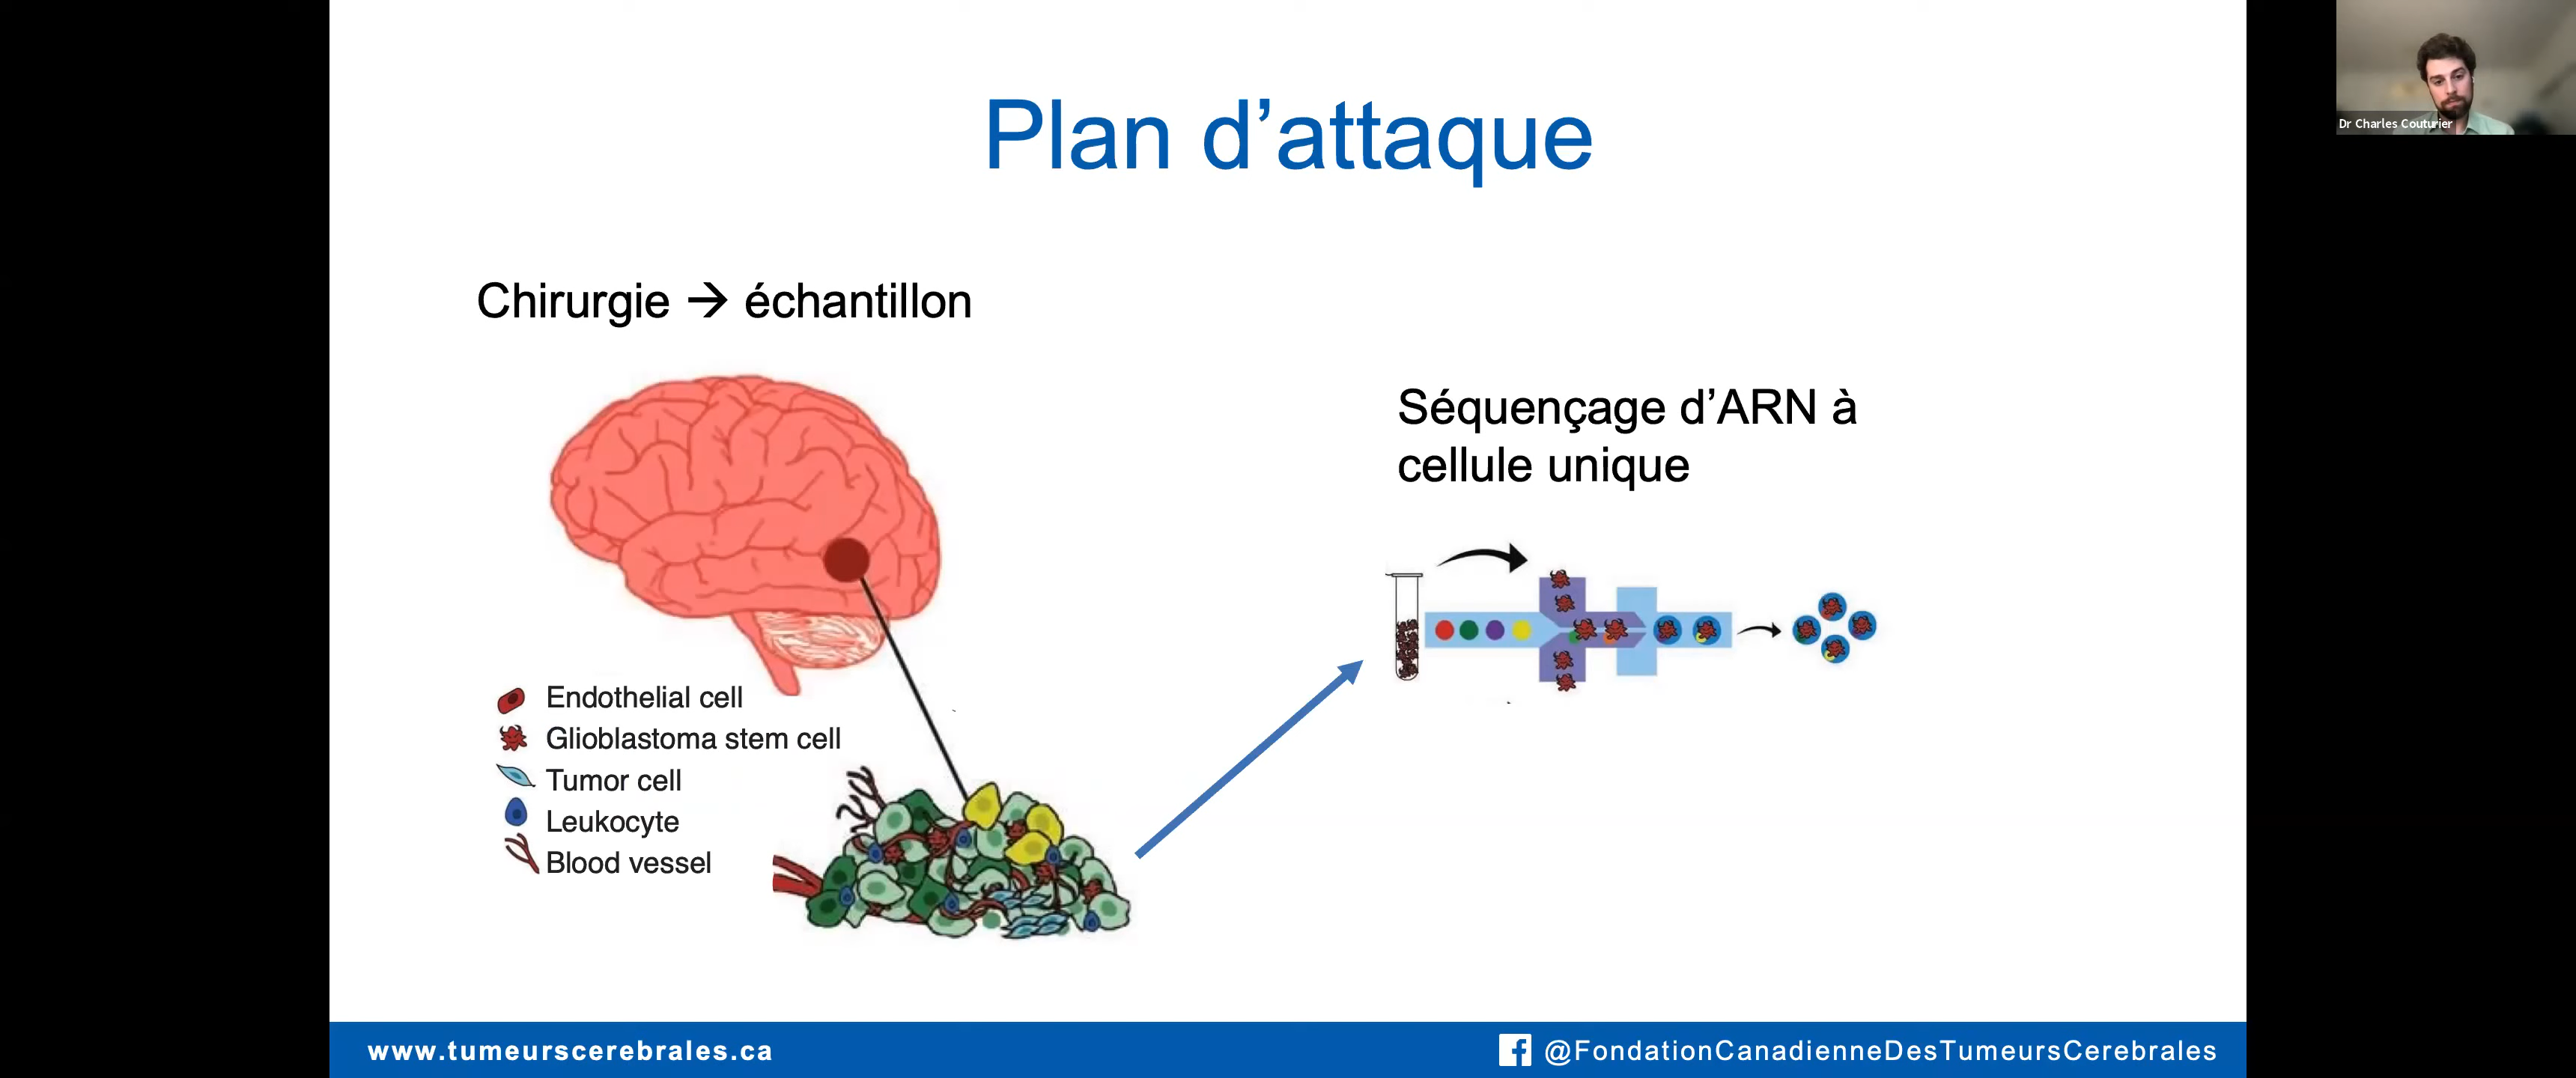 Plan d’attaque
Dr Charles Couturier
Chirurgie → échantillon
Séquençage d’ARN à
cellule unique
Endothelial cell
Glioblastoma stem cell
Tumor cell
Leukocyte
Blood vessel
www.tumeurscerebrales.ca
@FondationCanadienneDesTumeursCerebrales